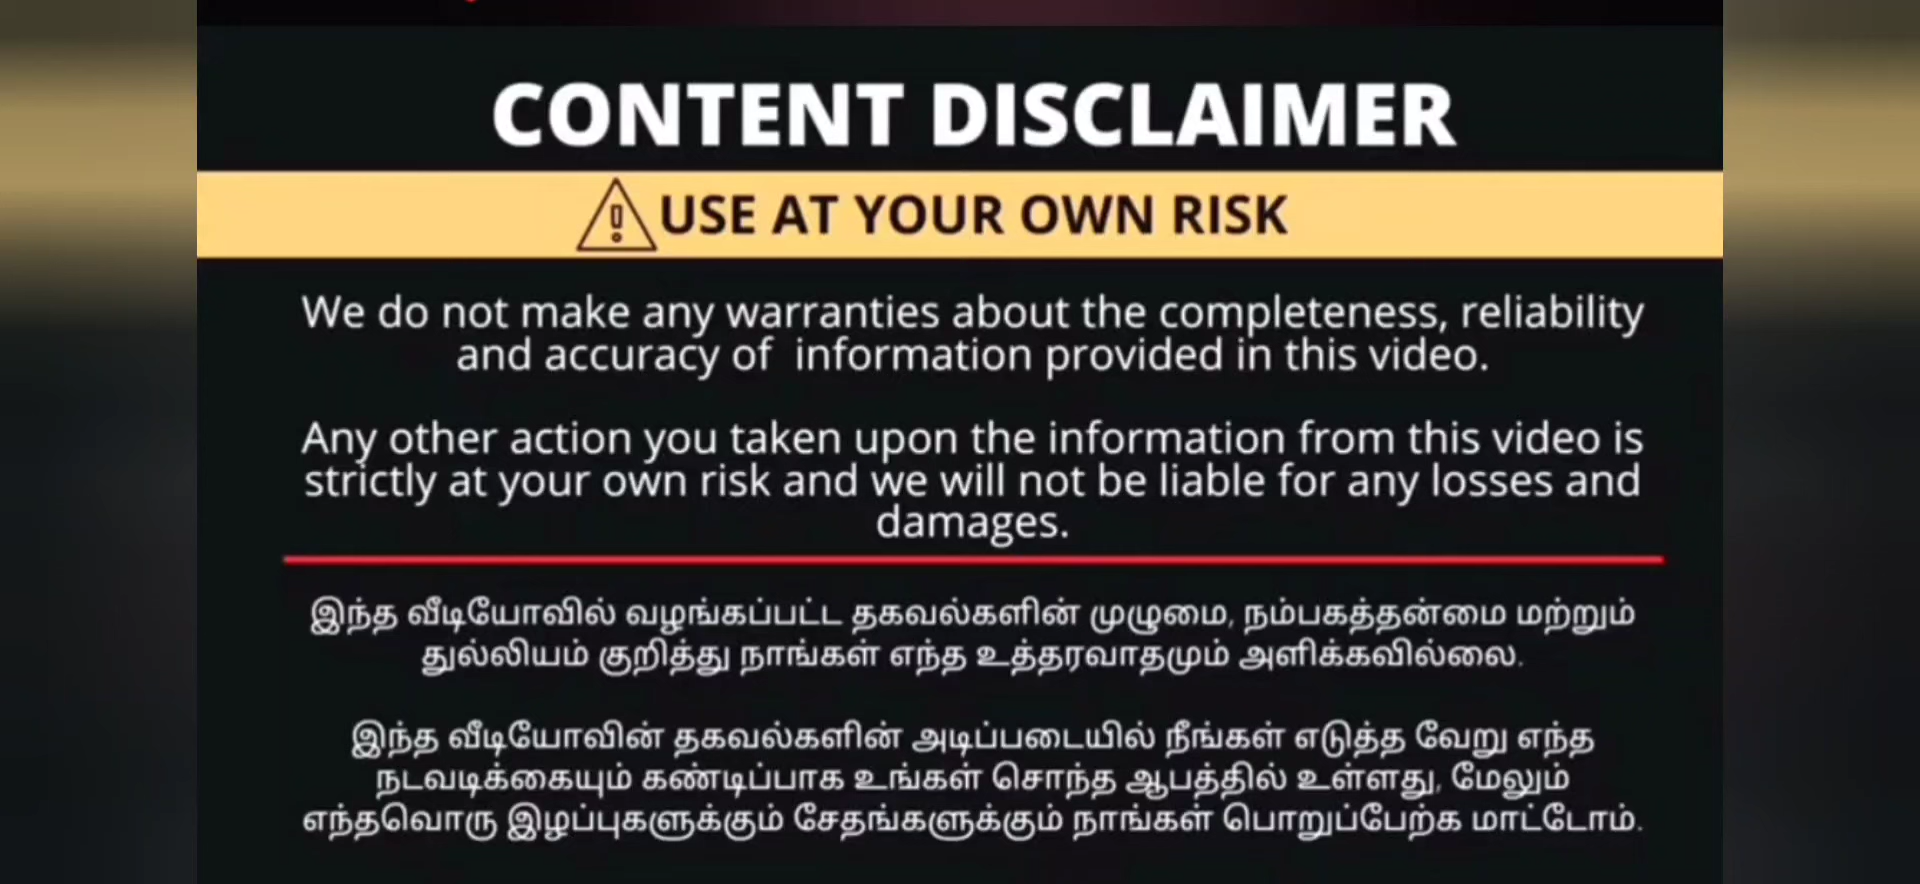 CONTENT DISCLAIMER
USE AT YOUR OWN RISK
We do not make any warranties about the completeness, reliability
and accuracy of  information provided in this video.
Any other action you taken upon the information from this video is
strictly at your own risk and we will not be liable for any losses and
damages.
இந்த வீடியோவில் வழங்கப்பட்ட தகவல்களின் முழுமை, நம்பகத்தன்மை மற்றும்
துல்லியம் குறித்து நாங்கள் எந்த உத்தரவாதமும் அளிக்கவில்லை.
இந்த வீடியோவின் தகவல்களின் அடிப்படையில் நீங்கள் எடுத்த வேறு எந்த
நடவடிக்கையும் கண்டிப்பாக உங்கள் சொந்த ஆபத்தில் உள்ளது, மேலும்
எந்தவொரு இழப்புகளுக்கும் சேதங்களுக்கும் நாங்கள் பொறுப்பேற்க மாட்டோம்.